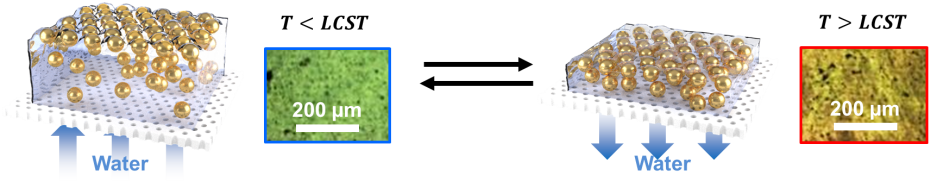 T < LCST
200 µm
Water
T > LCST
200 µm
Water